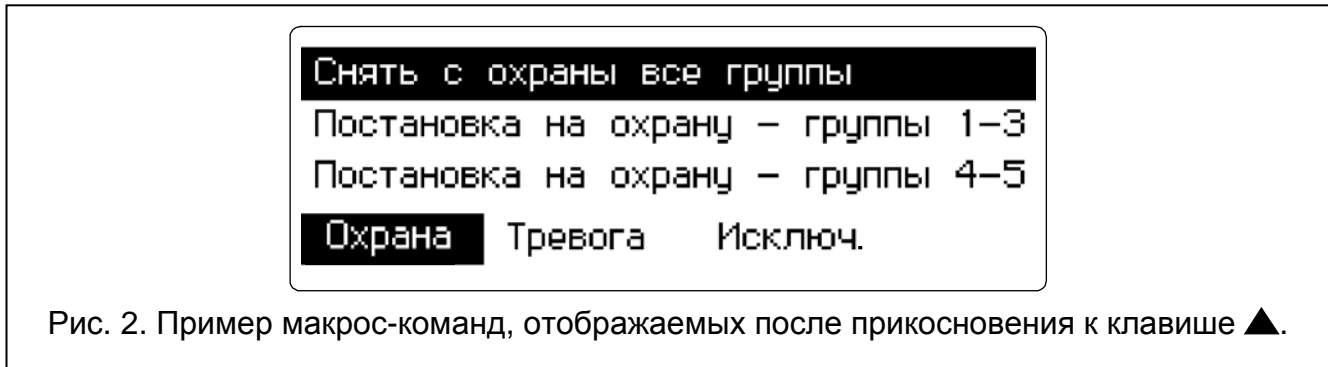 Снять с охраны все группы
Постановка на охрану – группы 1–3
Постановка на охрану – группы 4–5
Охрана Тревога Исключ.
Рис. 2. Пример макрос-команд, отображаемых после прикосновения к клавише ▲.